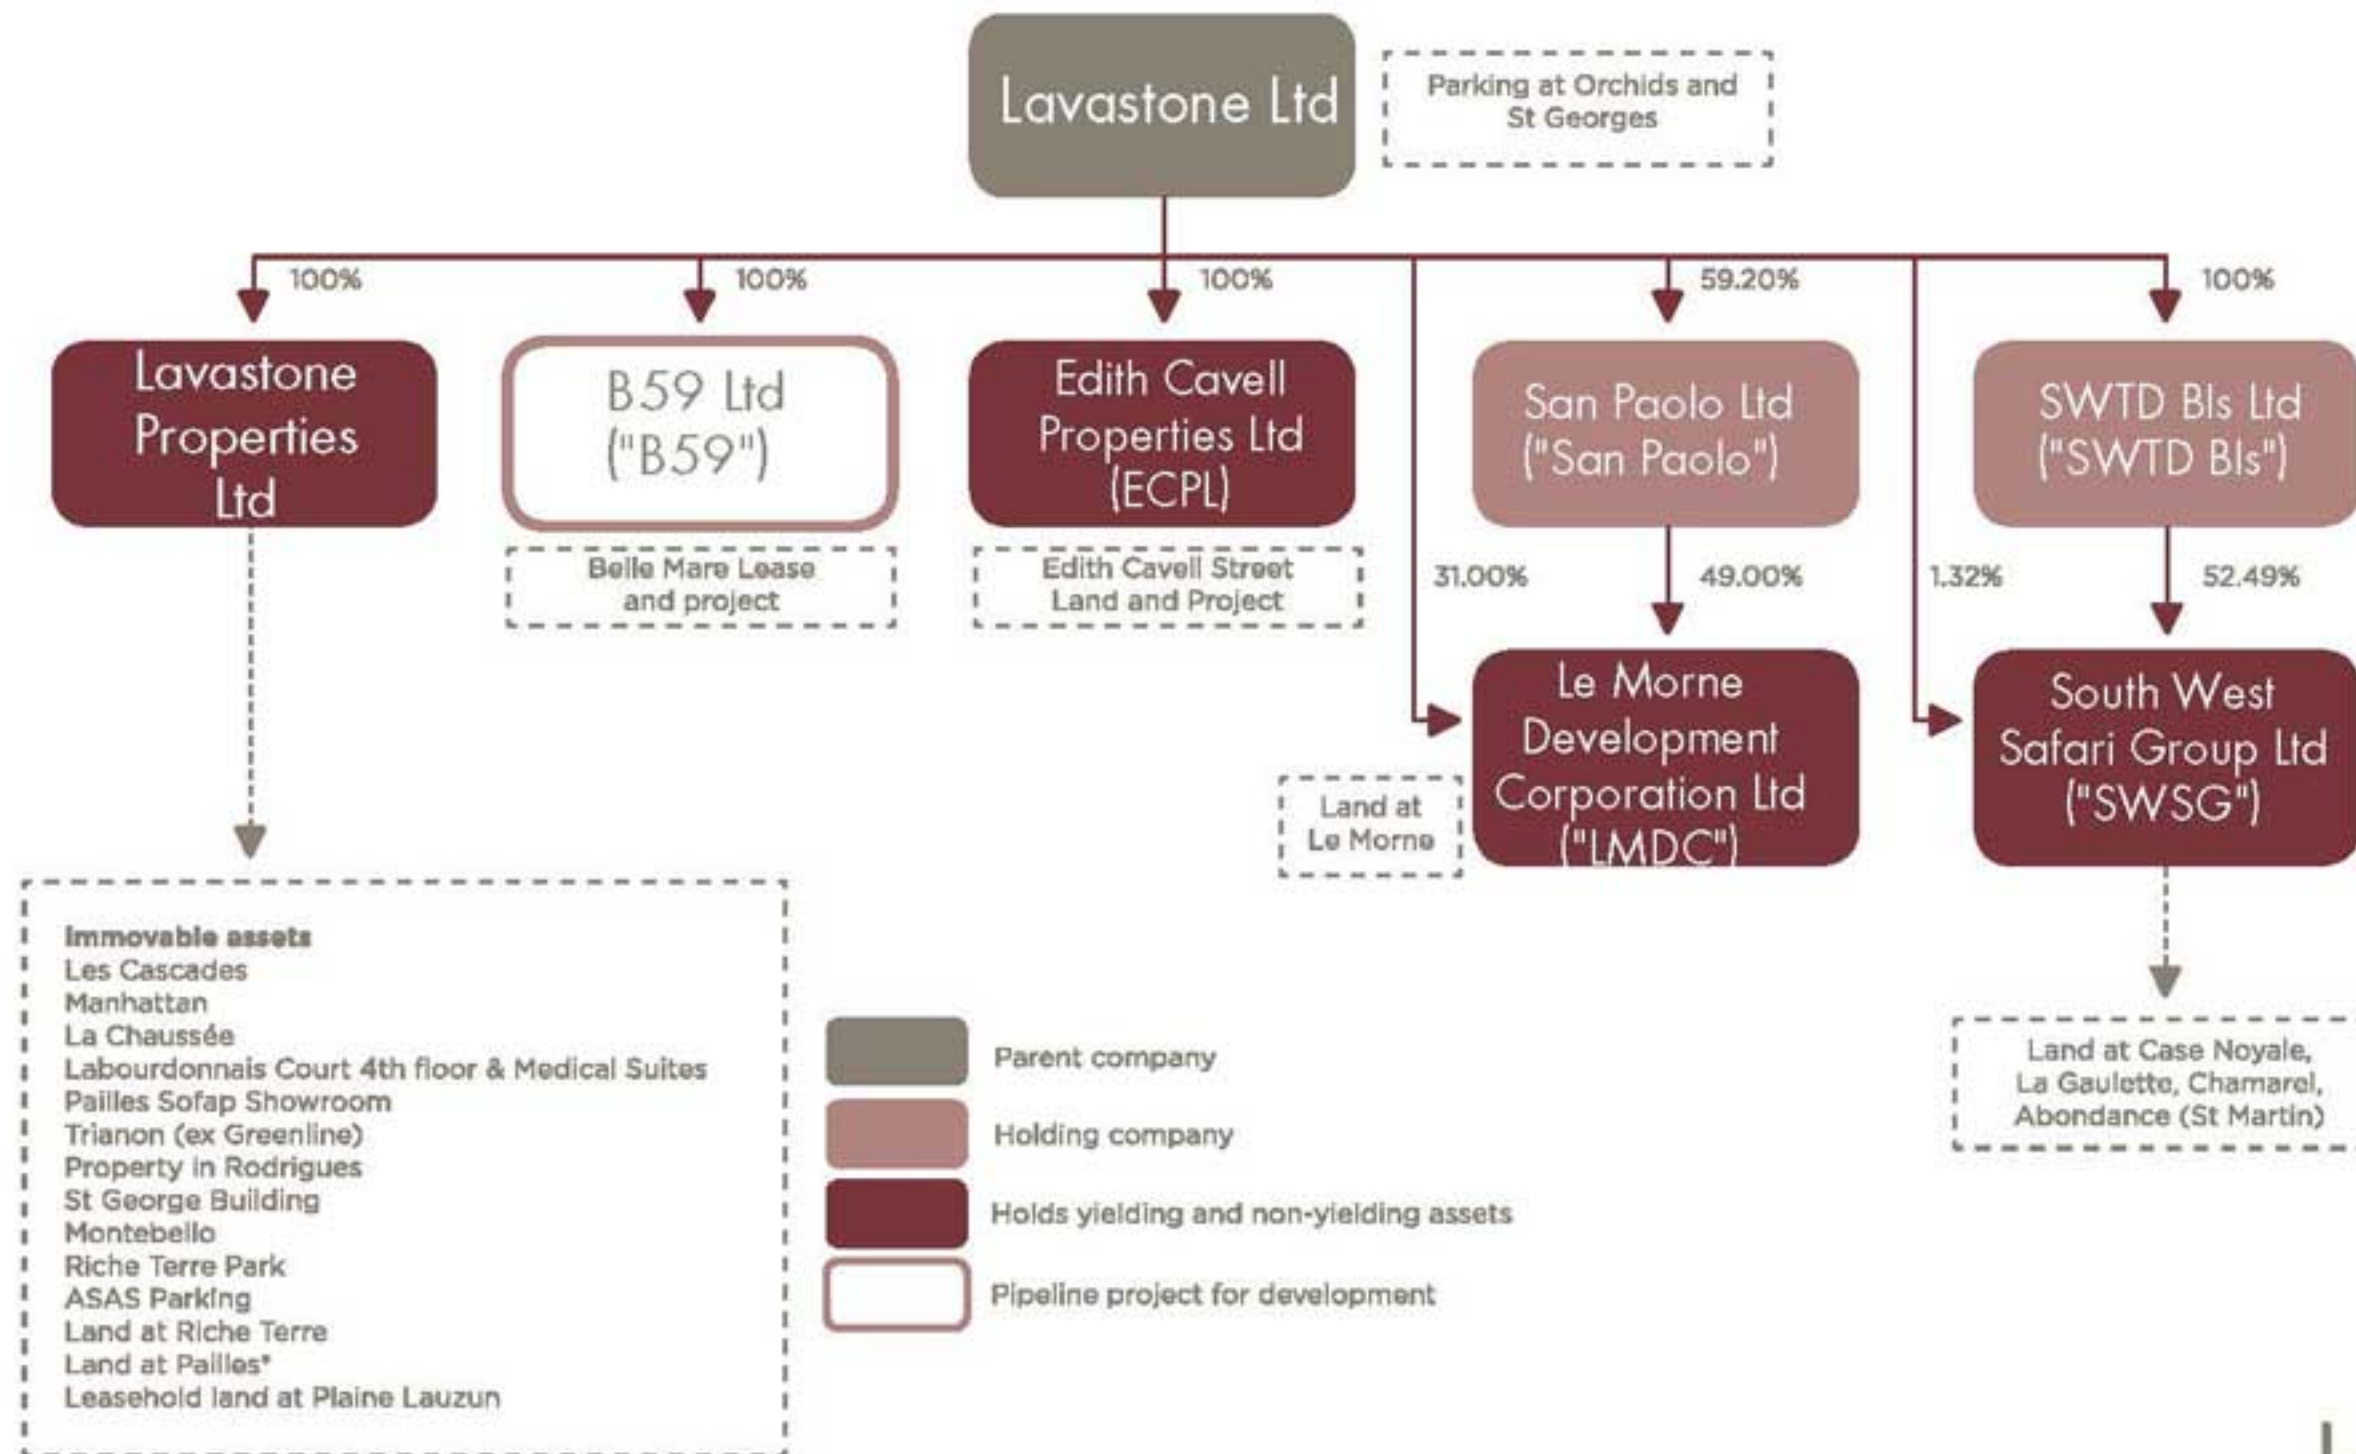 Lavastone Ltd
Parking at Orchids and
St Georges
100%
100%
100%
59.20%
100%
Lavastone
Properties
Ltd
B59 Ltd
("B59")
Edith Cavell
Properties Ltd
(ECPL)
San Paolo Ltd
("San Paolo")
SWTD Bis Ltd
("SWTD Bis")
Belle Mare Lease
and project
Edith Cavell Street
Land and Project
31.00%
49.00%
1.32%
52.49%
Le Morne
Development
Corporation Ltd
("LMDC")
South West
Safari Group Ltd
("SWSG")
Land at
Le Morne
Immovable assets
Les Cascades
Manhattan
La Chaussée
Labourdonnais Court 4th floor & Medical Suites
Pailles Sofap Showroom
Trianon (ex Greenline)
Property in Rodrigues
St George Building
Montebello
Riche Terre Park
ASAS Parking
Land at Riche Terre
Land at Pailles*
Leasehold land at Plaine Lauzun
Parent company
Holding company
Holds yielding and non-yielding assets
Pipeline project for development
Land at Case Noyale,
La Gaulette, Chamarel,
Abondance (St Martin)